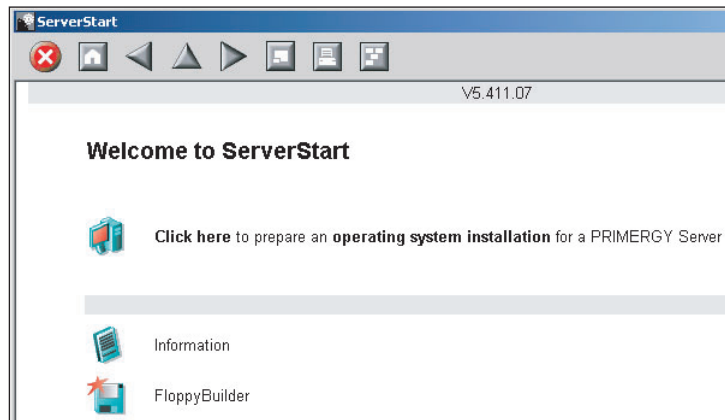 ServerStart
V5.411.07
Welcome to ServerStart
Click here to prepare an operating system installation for a PRIMERGY Server
Information
FloppyBuilder